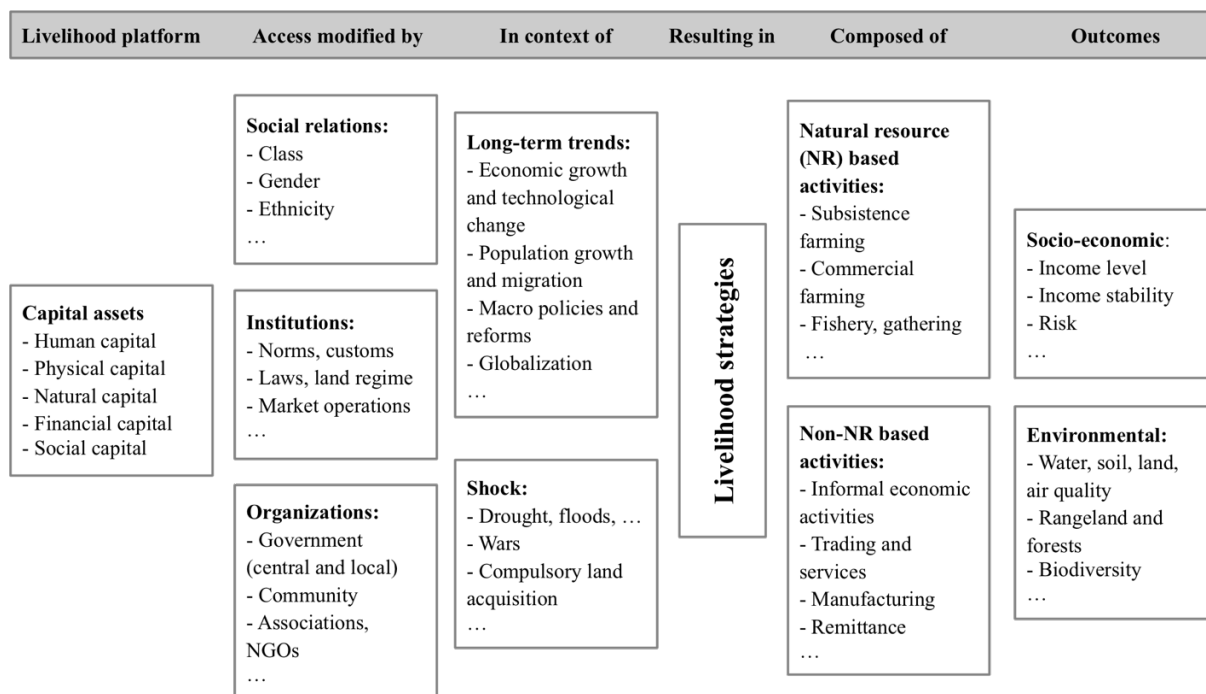 Livelihood platform
Access modified by
In context of
Resulting in
Composed of
Outcomes
Capital assets
- Human capital
- Physical capital
- Natural capital
- Financial capital
- Social capital
Social relations:
- Class
- Gender
- Ethnicity
…
Institutions:
- Norms, customs
- Laws, land regime
- Market operations
…
Organizations:
- Government
(central and local)
- Community
- Associations,
NGOs
…
Long-term trends:
- Economic growth
and technological
change
- Population growth
and migration
- Macro policies and
reforms
- Globalization
…
Shock:
- Drought, floods, …
- Wars
- Compulsory land
acquisition
…
Livelihood strategies
Natural resource
(NR) based
activities:
- Subsistence
farming
- Commercial
farming
- Fishery, gathering
…
Non-NR based
activities:
- Informal economic
activities
- Trading and
services
- Manufacturing
- Remittance
…
Socio-economic:
- Income level
- Income stability
- Risk
…
Environmental:
- Water, soil, land,
air quality
- Rangeland and
forests
- Biodiversity
…